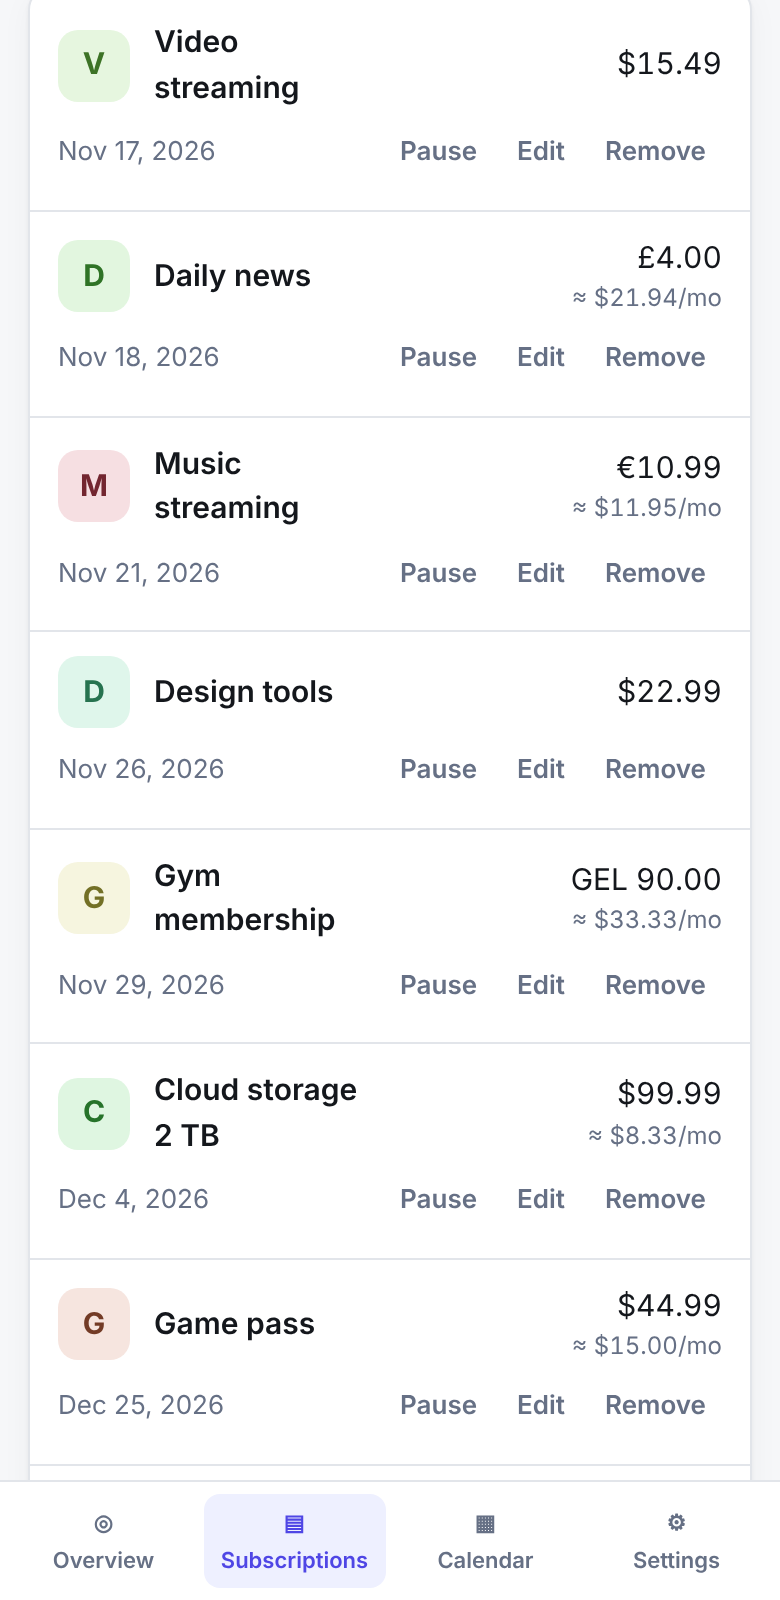 V
Video
streaming
$15.49
Nov 17, 2026
Pause
Edit
Remove
D
Daily news
£4.00
≈ $21.94/mo
Nov 18, 2026
Pause
Edit
Remove
M
Music
streaming
€10.99
≈ $11.95/mo
Nov 21, 2026
Pause
Edit
Remove
D
Design tools
$22.99
Nov 26, 2026
Pause
Edit
Remove
G
Gym
membership
GEL 90.00
≈ $33.33/mo
Nov 29, 2026
Pause
Edit
Remove
C
Cloud storage
2 TB
$99.99
≈ $8.33/mo
Dec 4, 2026
Pause
Edit
Remove
G
Game pass
$44.99
≈ $15.00/mo
Dec 25, 2026
Pause
Edit
Remove
Overview
Subscriptions
Calendar
Settings